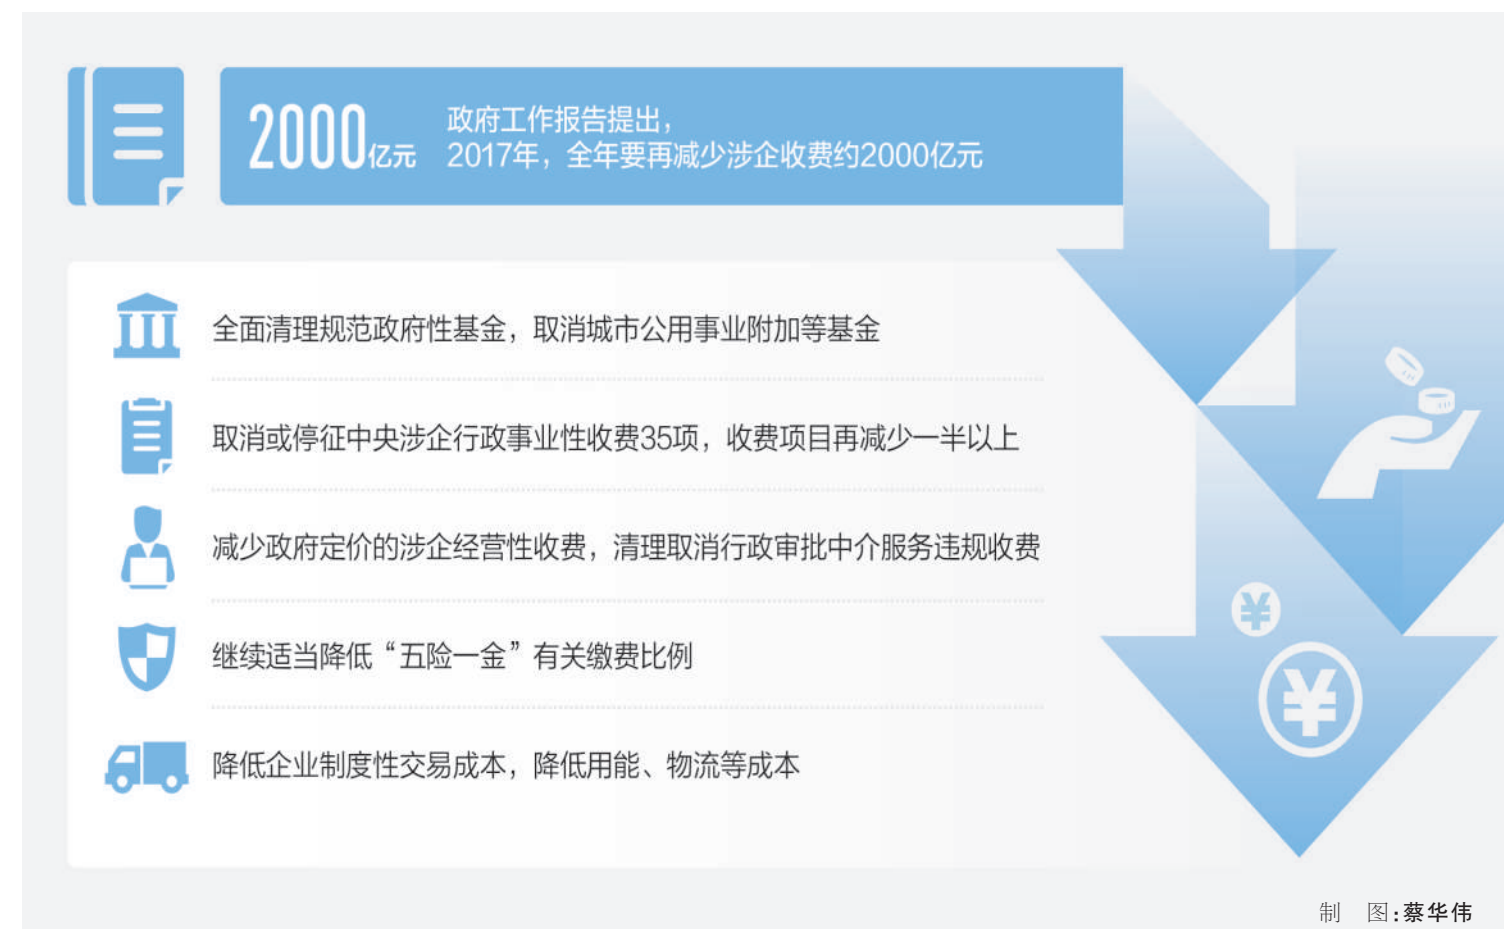 2000亿元
政府工作报告提出，
2017年，全年要再减少涉企收费约2000亿元
全面清理规范政府性基金，取消城市公用事业附加等基金
取消或停征中央涉企行政事业性收费35项，收费项目再减少一半以上
减少政府定价的涉企经营性收费，清理取消行政审批中介服务违规收费
继续适当降低“五险一金”有关缴费比例
降低企业制度性交易成本，降低用能、物流等成本
¥
¥
制　图:蔡华伟